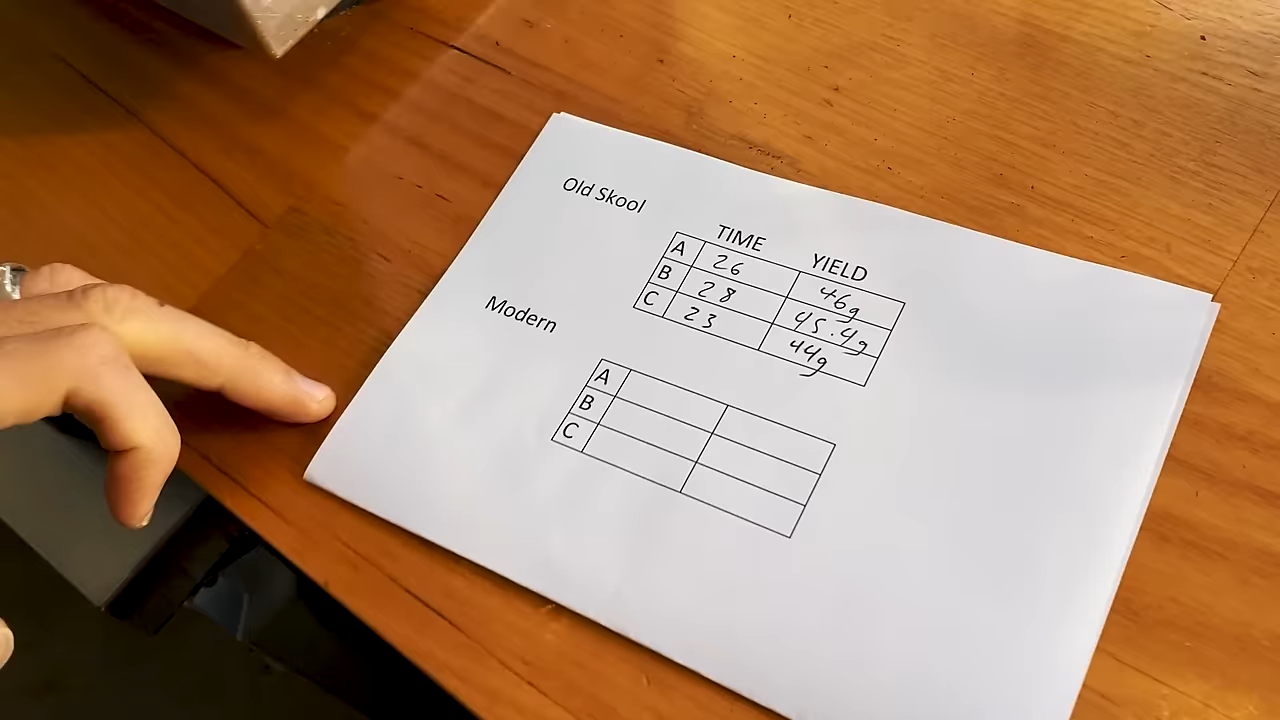 Old Skool
TIME YIELD
A 26 46g
B 28 45.4g
C 23 44g
Modern
A
B
C